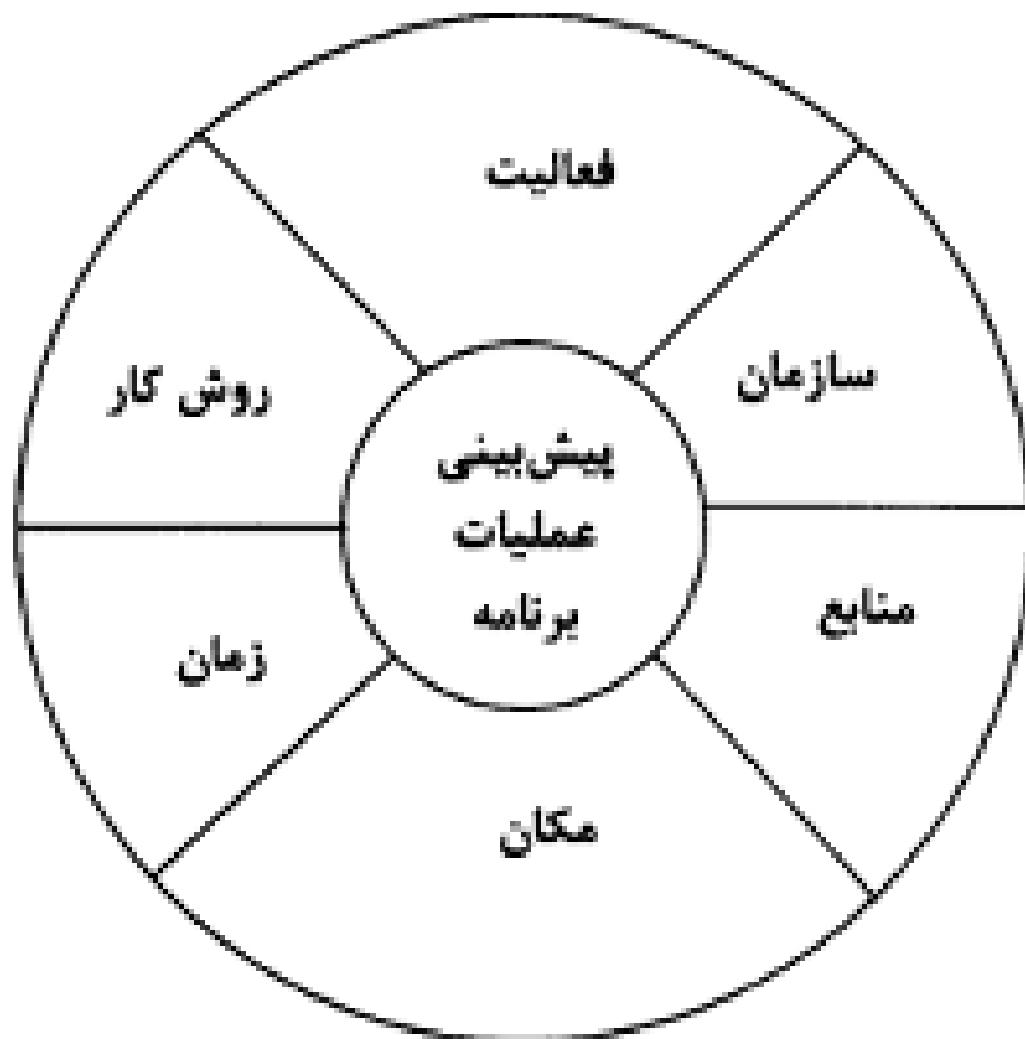 فعالیت
سازمان
روش کار
پیش‌بینی
عملیات
برنامه
منابع
زمان
مکان